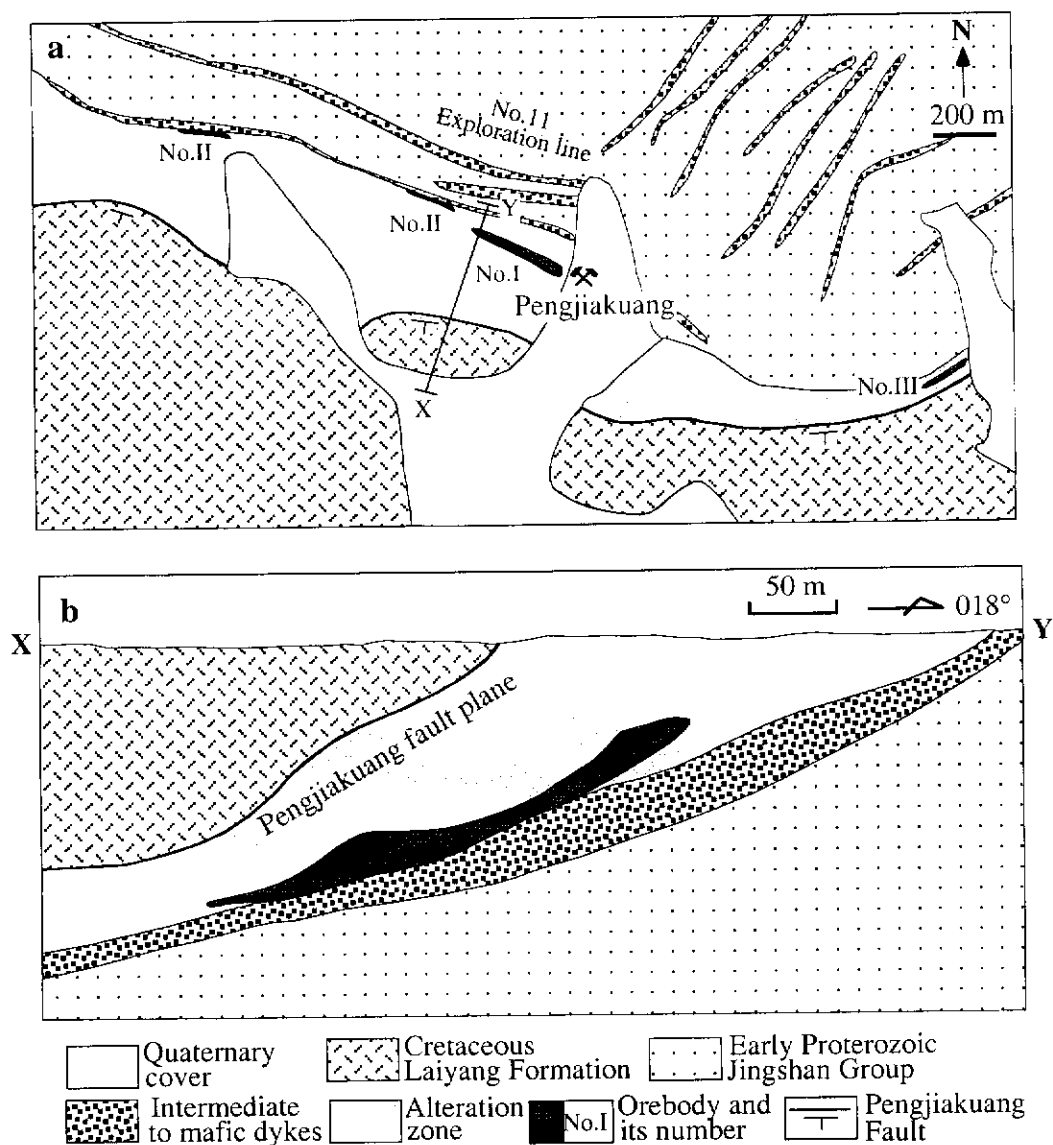 a
N
200 m
No.11
Exploration line
No.II
No.II
Y
No.I
Pengjiakuang
No.III
X
b
50 m
018°
X
Y
Pengjiakuang fault plane
Quaternary
cover
Cretaceous
Laiyang Formation
Early Proterozoic
Jingshan Group
Intermediate
to mafic dykes
Alteration
zone
No.I
Orebody and
its number
Pengjiakuang
Fault